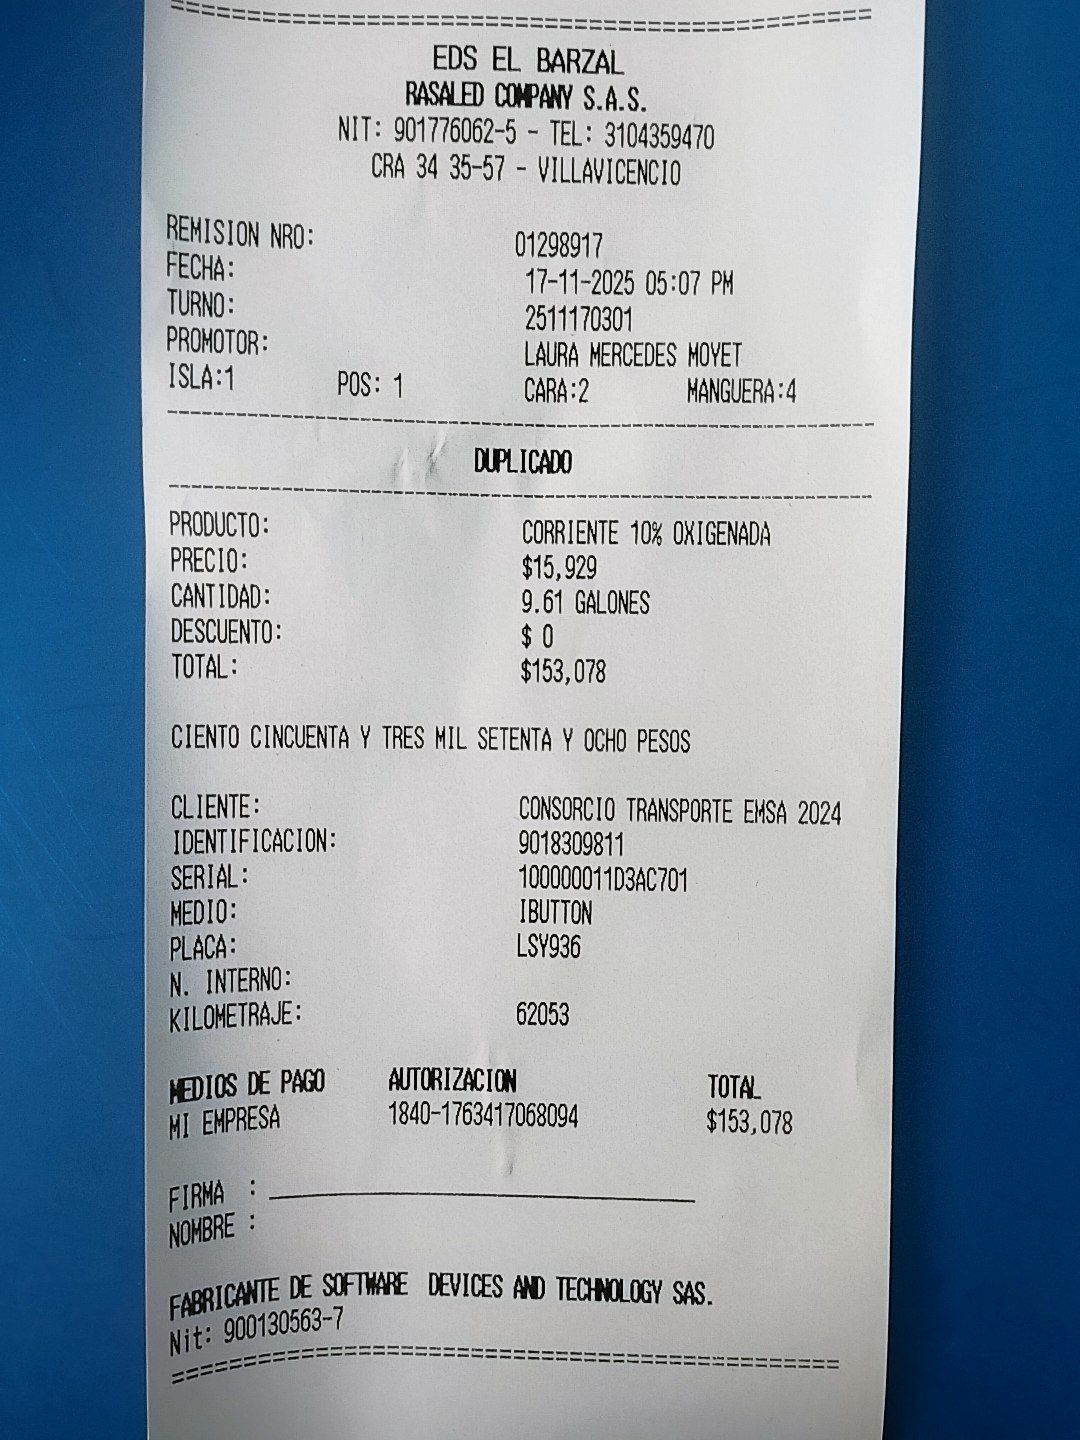 EDS EL BARZAL
RASALED COMPANY S.A.S.
NIT: 901776062-5 - TEL: 3104359470
CRA 34 35-57 - VILLAVICENCIO
REMISION NRO: 01298917
FECHA: 17-11-2025 05:07 PM
TURNO: 2511170301
PROMOTOR: LAURA MERCEDES MOYET
ISLA:1 POS: 1 CARA:2 MANGUERA:4
DUPLICADO
PRODUCTO: CORRIENTE 10% OXIGENADA
PRECIO: $15,929
CANTIDAD: 9.61 GALONES
DESCUENTO: $ 0
TOTAL: $153,078
CIENTO CINCUENTA Y TRES MIL SETENTA Y OCHO PESOS
CLIENTE: CONSORCIO TRANSPORTE EMSA 2024
IDENTIFICACION: 9018309811
SERIAL: 100000011D3AC701
MEDIO: IBUTTON
PLACA: LSY936
N. INTERNO:
KILOMETRAJE: 62053
MEDIOS DE PAGO AUTORIZACION TOTAL
MI EMPRESA 1840-1763417068094 $153,078
FIRMA :
NOMBRE :
FABRICANTE DE SOFTWARE DEVICES AND TECHNOLOGY SAS.
Nit: 900130563-7